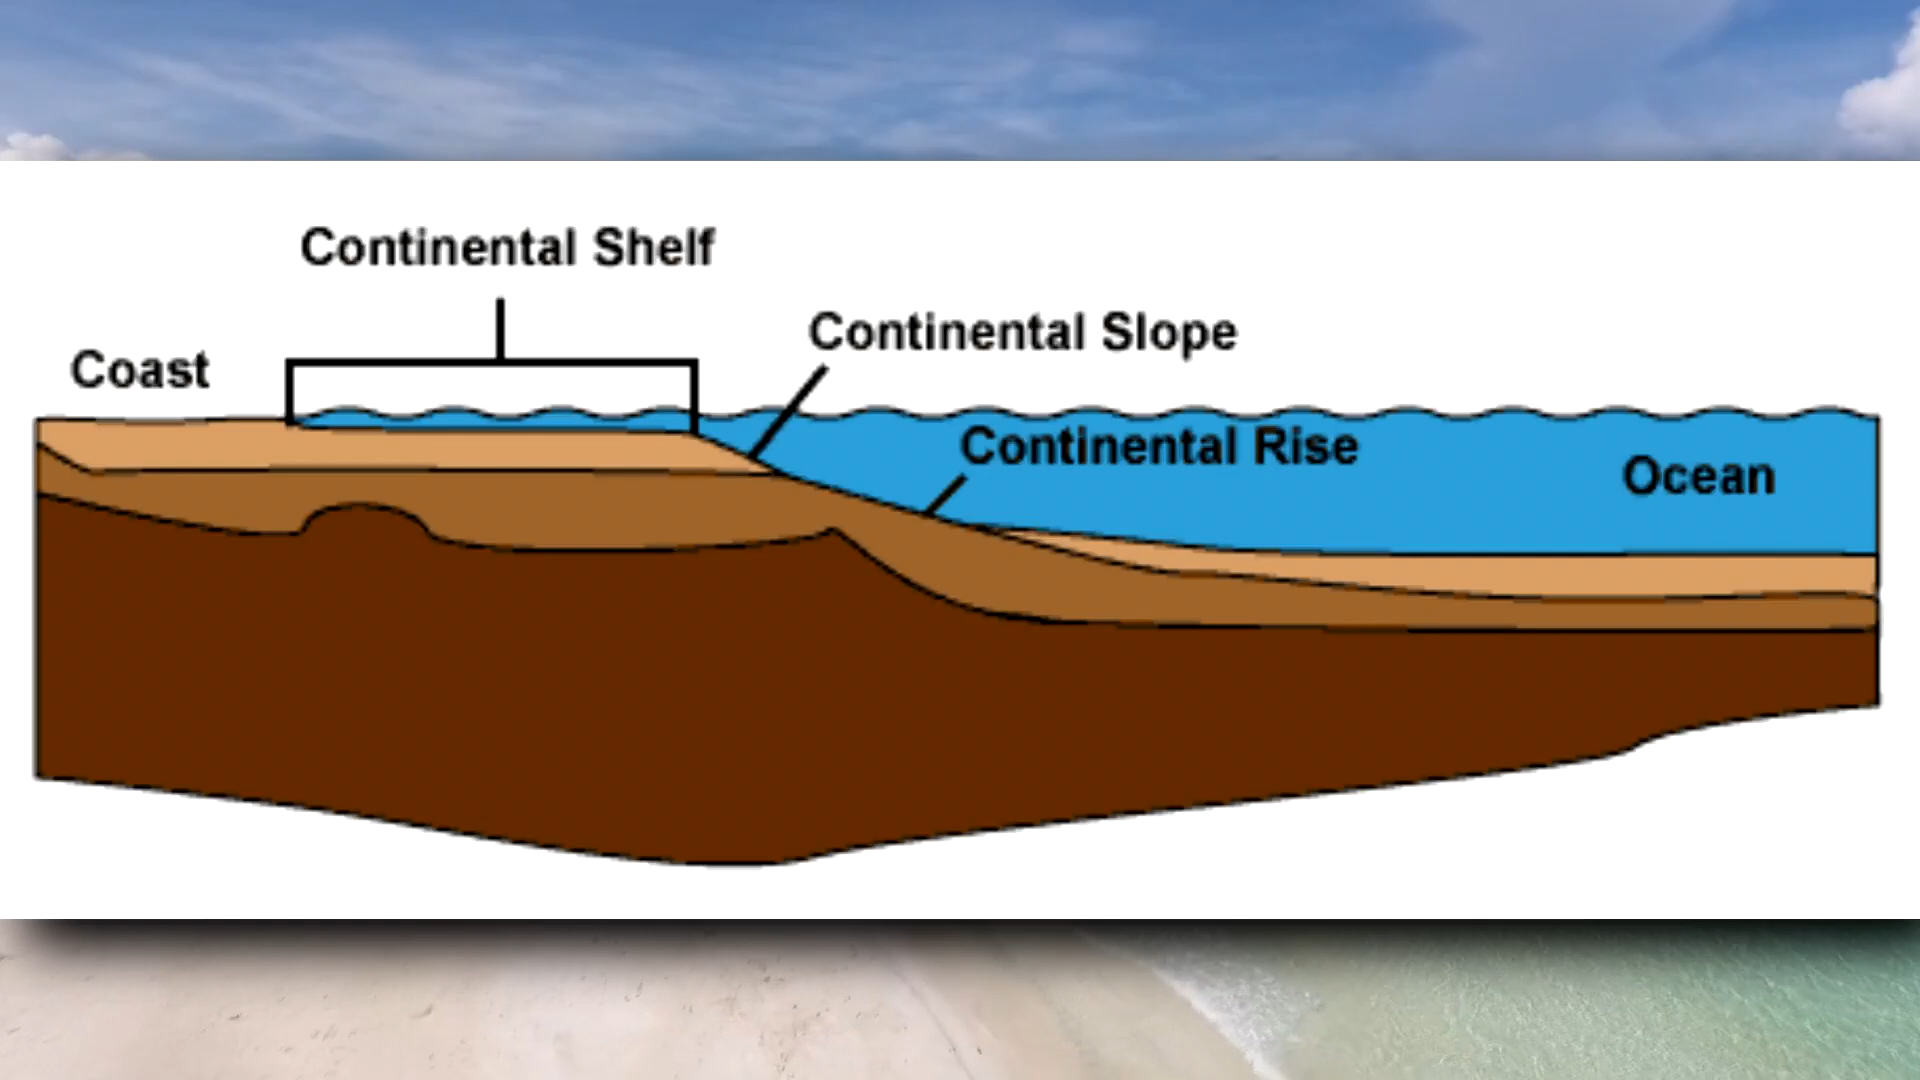 Continental Shelf
Continental Slope
Coast
Continental Rise
Ocean